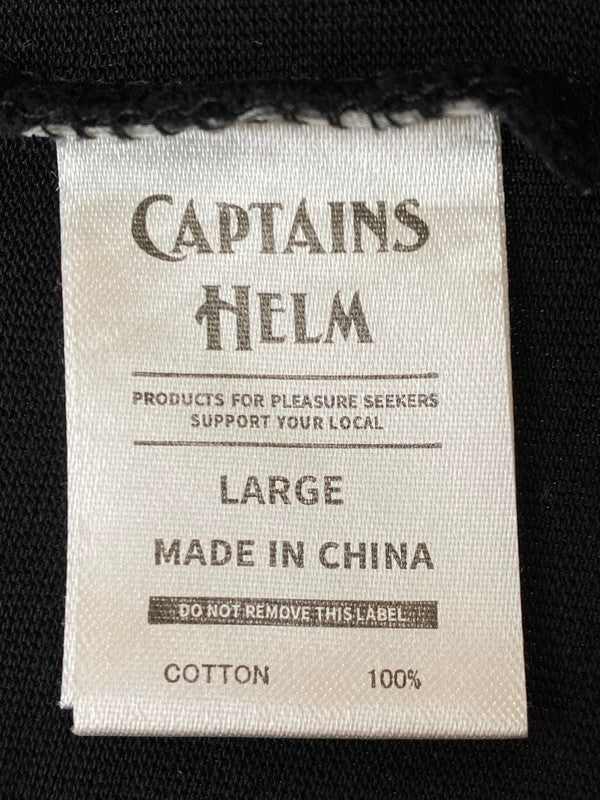 CAPTAINS
HELM
PRODUCTS FOR PLEASURE SEEKERS
SUPPORT YOUR LOCAL
LARGE
MADE IN CHINA
DO NOT REMOVE THIS LABEL.
COTTON 100%